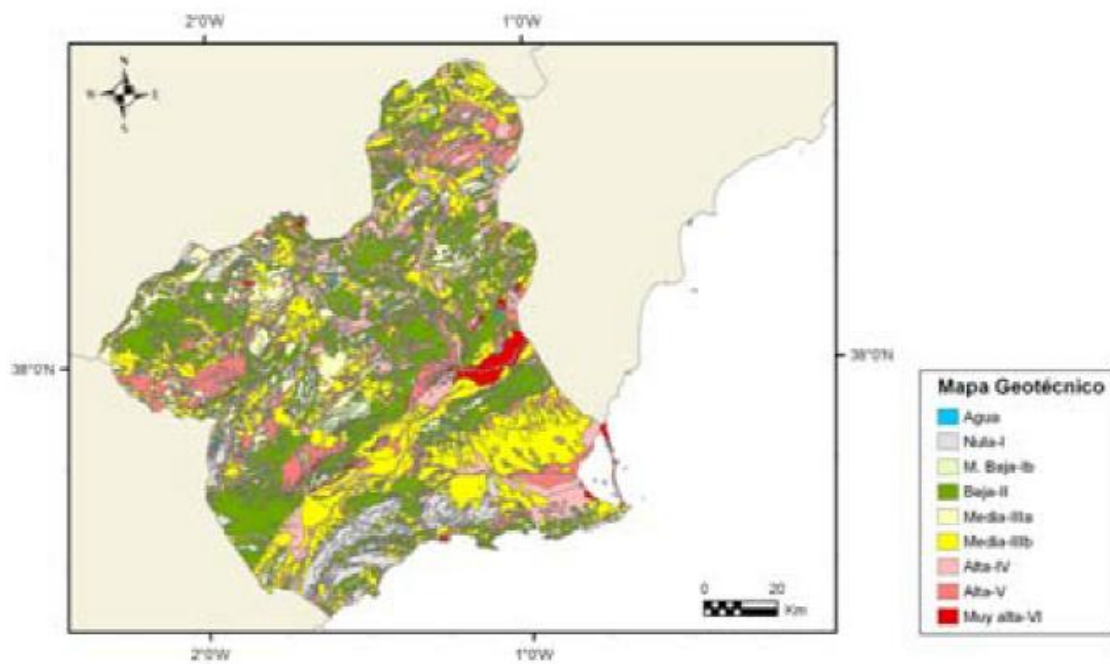 2°0'W 1°0'W
N
W E
S
38°0'N 38°0'N
Mapa Geotécnico
Agua
Nula-I
M. Baja-Ib
Baja-II
Media-IIIa
Media-IIIb
Alta-IV
Alta-V
Muy alta-VI
0 20
Km
2°0'W 1°0'W